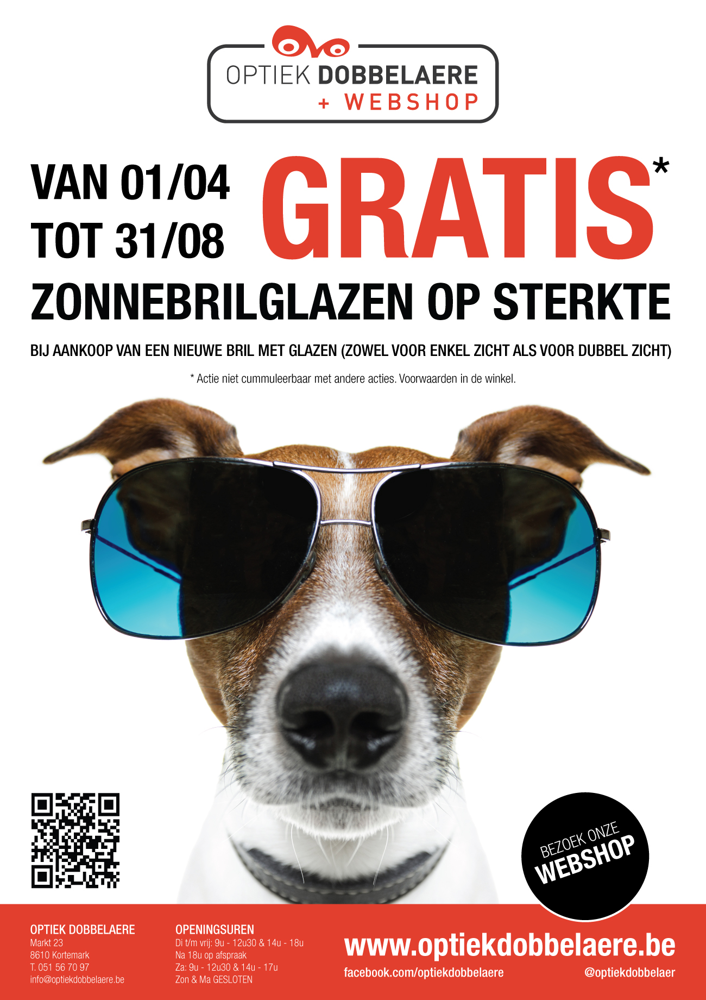 OPTIEK DOBBELAERE
+ WEBSHOP
VAN 01/04
TOT 31/08
GRATIS*
ZONNEBRILGLAZEN OP STERKTE
BIJ AANKOOP VAN EEN NIEUWE BRIL MET GLAZEN (ZOWEL VOOR ENKEL ZICHT ALS VOOR DUBBEL ZICHT)
* Actie niet cummuleerbaar met andere acties. Voorwaarden in de winkel.
BEZOEK ONZE
WEBSHOP
OPTIEK DOBBELAERE
Markt 23
8610 Kortemark
T. 051 56 70 97
info@optiekdobbelaere.be
OPENINGSUREN
Di t/m vrij: 9u - 12u30 & 14u - 18u
Na 18u op afspraak
Za: 9u - 12u30 & 14u - 17u
Zon & Ma GESLOTEN
www.optiekdobbelaere.be
facebook.com/optiekdobbelaere
@optiekdobbelaer